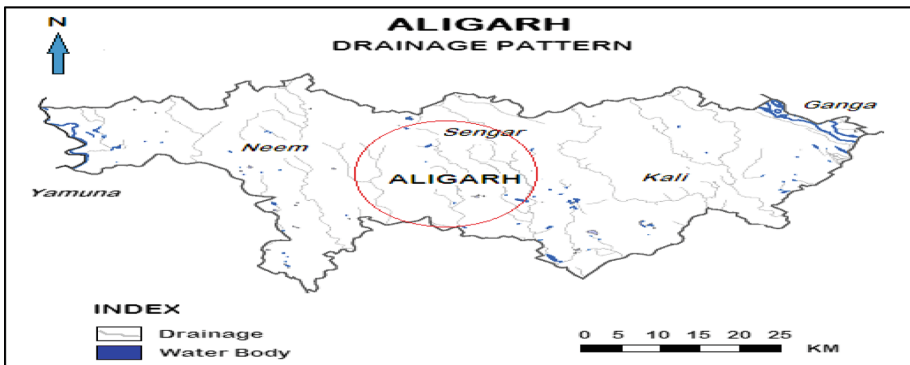 ALIGARH
DRAINAGE PATTERN
N
Ganga
Sengar
Neem
ALIGARH
Kali
Yamuna
INDEX
Drainage
Water Body
0 5 10 15 20 25
KM